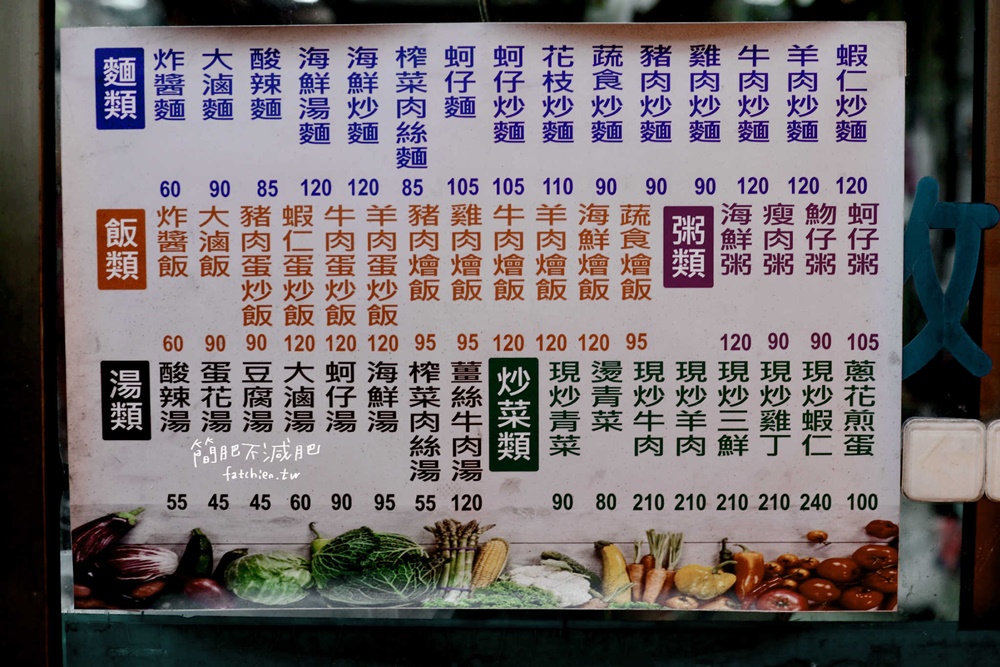 麵類
炸醬麵 60
大滷麵 90
酸辣麵 85
海鮮湯麵 120
海鮮炒麵 120
榨菜肉絲麵 85
蚵仔麵 105
蚵仔炒麵 105
花枝炒麵 110
蔬食炒麵 90
豬肉炒麵 90
雞肉炒麵 90
牛肉炒麵 120
羊肉炒麵 120
蝦仁炒麵 120
飯類
炸醬飯 60
大滷飯 90
豬肉蛋炒飯 90
蝦仁蛋炒飯 120
牛肉蛋炒飯 120
羊肉蛋炒飯 120
豬肉燴飯 95
雞肉燴飯 95
牛肉燴飯 120
羊肉燴飯 120
海鮮燴飯 120
蔬食燴飯 95
粥類
海鮮粥 120
瘦肉粥 90
魩仔粥 90
蚵仔粥 105
湯類
酸辣湯 55
蛋花湯 45
豆腐湯 45
大滷湯 60
蚵仔湯 90
海鮮湯 95
榨菜肉絲湯 55
薑絲牛肉湯 120
炒菜類
現炒青菜 90
燙青菜 80
現炒牛肉 210
現炒羊肉 210
現炒三鮮 210
現炒雞丁 210
現炒蝦仁 240
蔥花煎蛋 100
簡肥不減肥
fatchien.tw